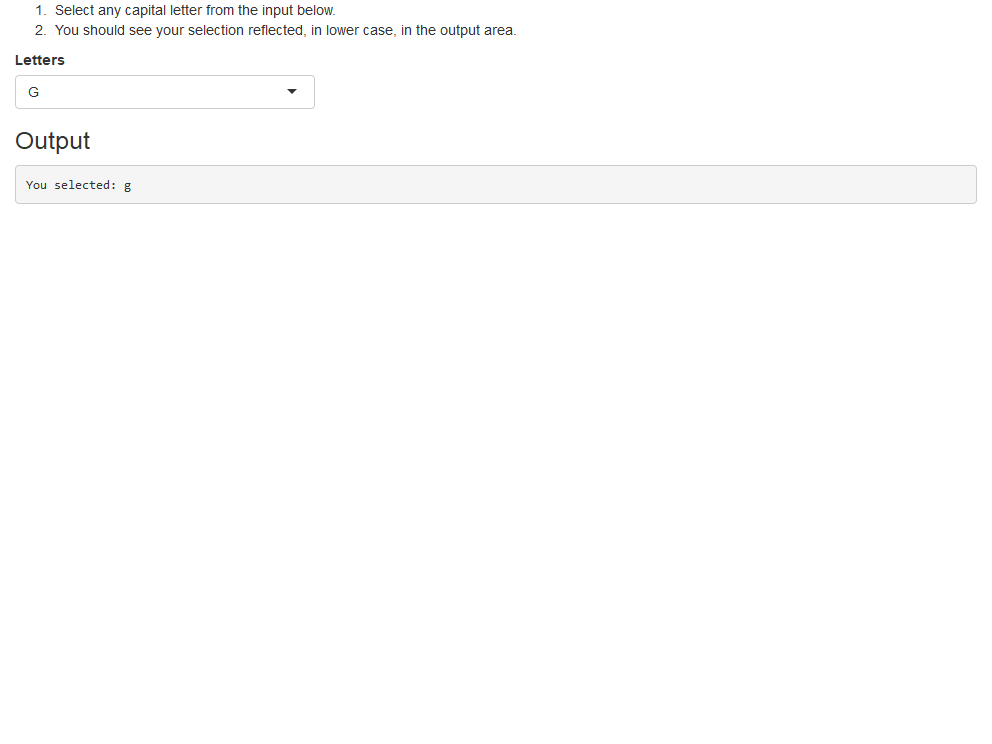 1. Select any capital letter from the input below.
2. You should see your selection reflected, in lower case, in the output area.
Letters
G
Output
You selected: g